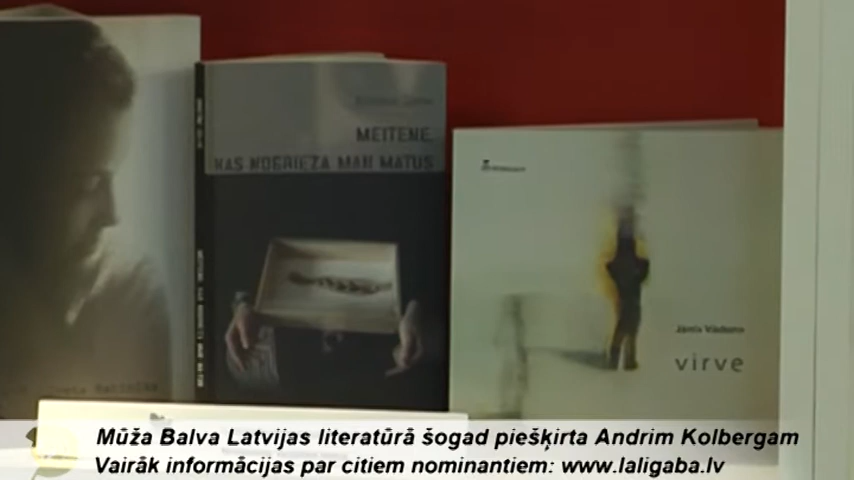 MEITENE,
KAS NOGRIEZA MAN MATUS
Jānis Vādons
virve
Mūža Balva Latvijas literatūrā šogad piešķirta Andrim Kolbergam
Vairāk informācijas par citiem nominantiem: www.laligaba.lv